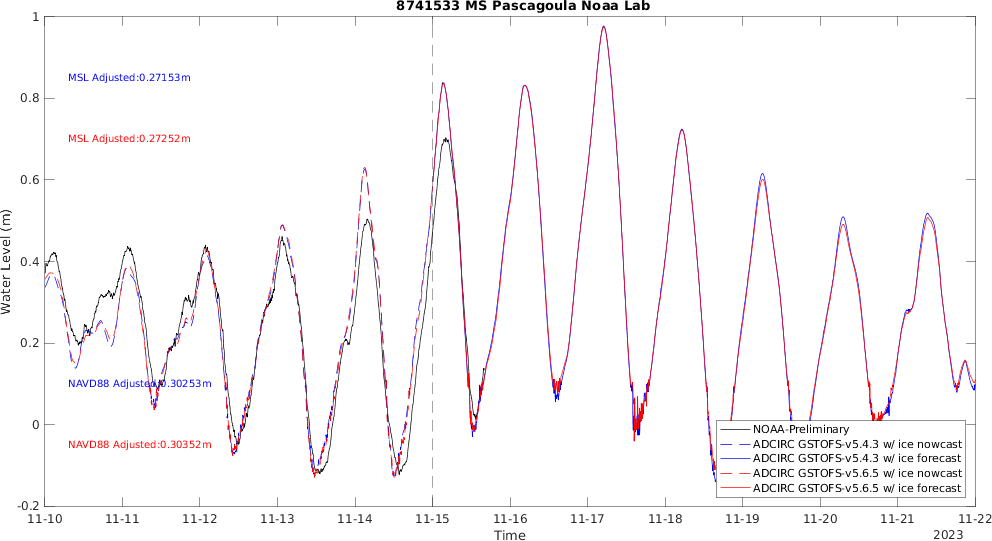 8741533 MS Pascagoula Noaa Lab
Water Level (m)
1
0.8
0.6
0.4
0.2
0
-0.2
MSL Adjusted:0.27153m
MSL Adjusted:0.27252m
NAVD88 Adjusted:0.30253m
NAVD88 Adjusted:0.30352m
NOAA-Preliminary
ADCIRC GSTOFS-v5.4.3 w/ ice nowcast
ADCIRC GSTOFS-v5.4.3 w/ ice forecast
ADCIRC GSTOFS-v5.6.5 w/ ice nowcast
ADCIRC GSTOFS-v5.6.5 w/ ice forecast
11-10 11-11 11-12 11-13 11-14 11-15 11-16 11-17 11-18 11-19 11-20 11-21 11-22
Time
2023